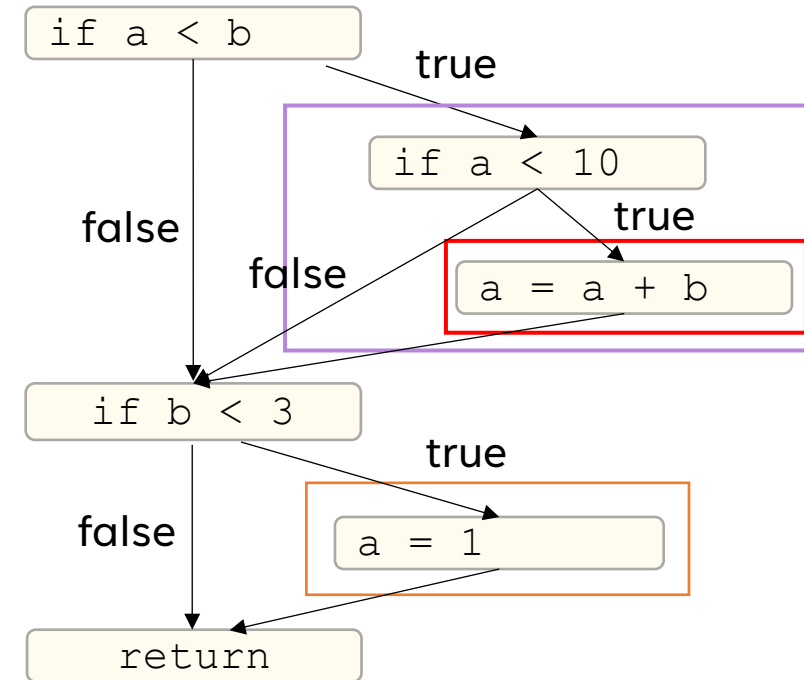 if a < b
true
if a < 10
true
false
false
a = a + b
if b < 3
true
false
a = 1
return